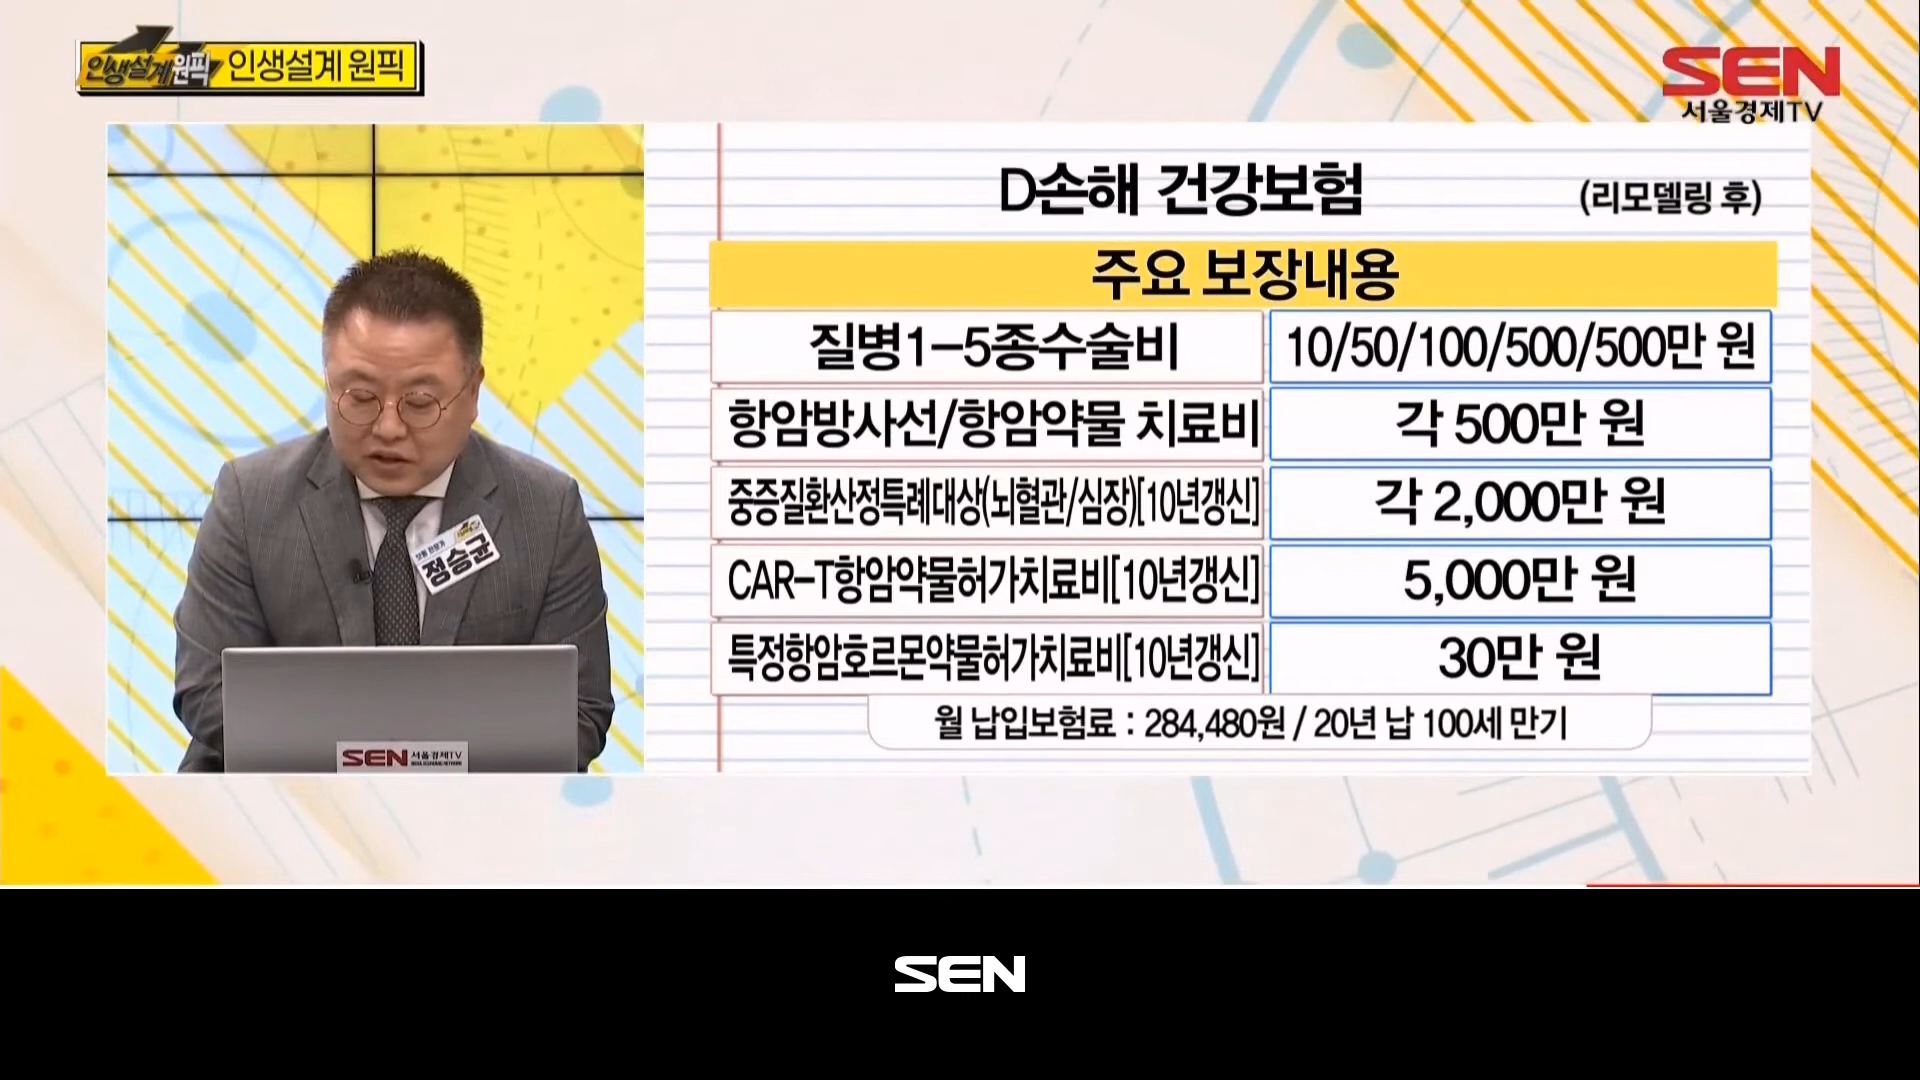 인생설계원픽 인생설계 원픽
SEN
서울경제TV
D손해 건강보험 (리모델링 후)
주요 보장내용
질병1-5종수술비 10/50/100/500/500만 원
항암방사선/항암약물 치료비 각 500만 원
중증질환산정특례대상(뇌혈관/심장)[10년갱신] 각 2,000만 원
CAR-T항암약물허가치료비[10년갱신] 5,000만 원
특정항암호르몬약물허가치료비[10년갱신] 30만 원
월 납입보험료 : 284,480원 / 20년 납 100세 만기
정승균
SEN 서울경제TV
SEN